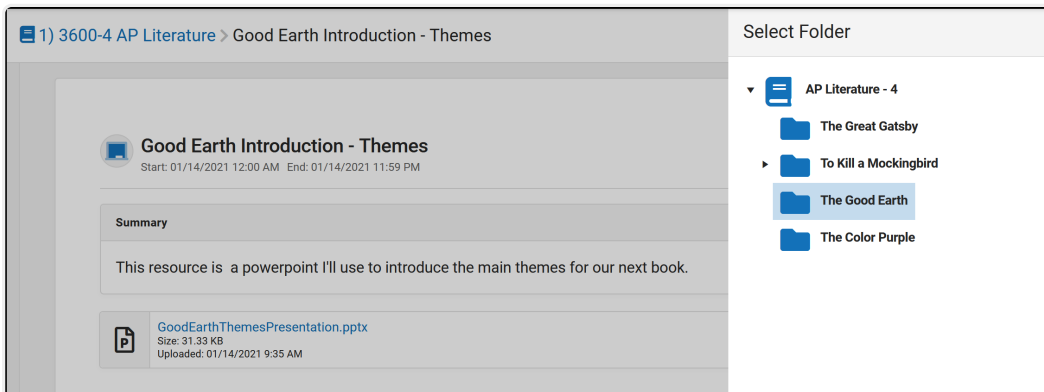 1) 3600-4 AP Literature > Good Earth Introduction - Themes
Good Earth Introduction - Themes
Start: 01/14/2021 12:00 AM End: 01/14/2021 11:59 PM
Summary
This resource is a powerpoint I'll use to introduce the main themes for our next book.
P
GoodEarthThemesPresentation.pptx
Size: 31.33 KB
Uploaded: 01/14/2021 9:35 AM
Select Folder
AP Literature - 4
The Great Gatsby
To Kill a Mockingbird
The Good Earth
The Color Purple